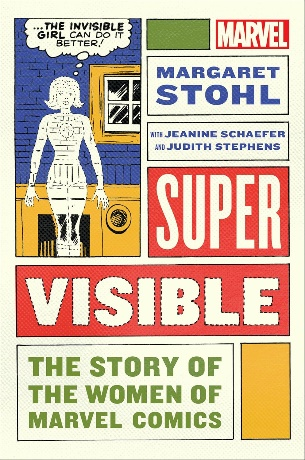 ...THE INVISIBLE
GIRL CAN DO IT
BETTER!
MARVEL
MARGARET
STOHL
WITH JEANINE SCHAEFER
AND JUDITH STEPHENS
SUPER
VISIBLE
THE STORY OF
THE WOMEN OF
MARVEL COMICS